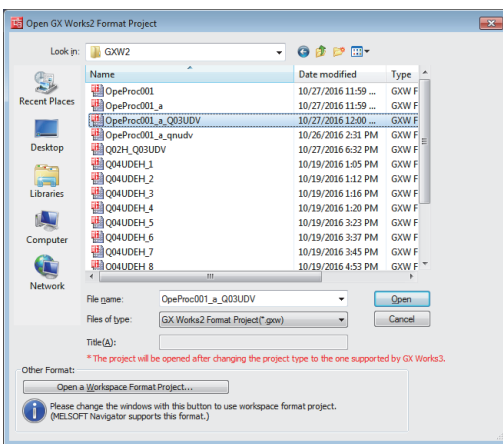 Open GX Works2 Format Project
Look in: GXW2
Name Date modified Type
OpeProc001 10/27/2016 11:59 ... GXW F
OpeProc001_a 10/27/2016 11:59 ... GXW F
OpeProc001_a_Q03UDV 10/27/2016 12:00 ... GXW F
OpeProc001_a_qnudv 10/26/2016 2:31 PM GXW F
Q02H_Q03UDV 10/27/2016 6:32 PM GXW F
Q04UDEH_1 10/19/2016 1:05 PM GXW F
Q04UDEH_2 10/19/2016 1:12 PM GXW F
Q04UDEH_3 10/19/2016 1:16 PM GXW F
Q04UDEH_4 10/19/2016 1:20 PM GXW F
Q04UDEH_5 10/19/2016 3:23 PM GXW F
Q04UDEH_6 10/19/2016 3:37 PM GXW F
Q04UDEH_7 10/19/2016 3:45 PM GXW F
Q04UDEH_8 10/19/2016 4:53 PM GXW F
Recent Places
Desktop
Libraries
Computer
Network
File name: OpeProc001_a_Q03UDV Open
Files of type: GX Works2 Format Project(*.gxw) Cancel
Title(A):
* The project will be opened after changing the project type to the one supported by GX Works3.
Other Format:
Open a Workspace Format Project...
Please change the windows with this button to use workspace format project.
(MELSOFT Navigator supports this format.)